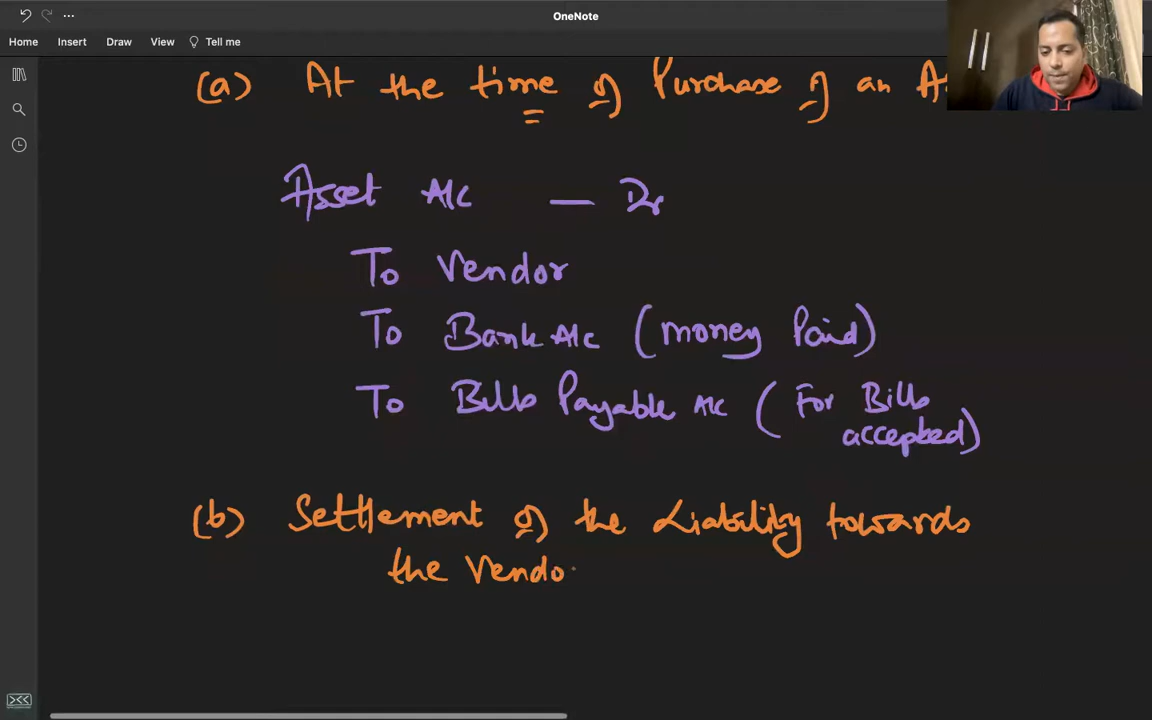 OneNote
Home Insert Draw View Tell me
(a) At the time of Purchase of an
Asset A/c — Dr
To Vendor
To Bank A/c (money Paid)
To Bills Payable A/c (For Bills
accepted)
(b) Settlement of the Liability towards
the Vendo